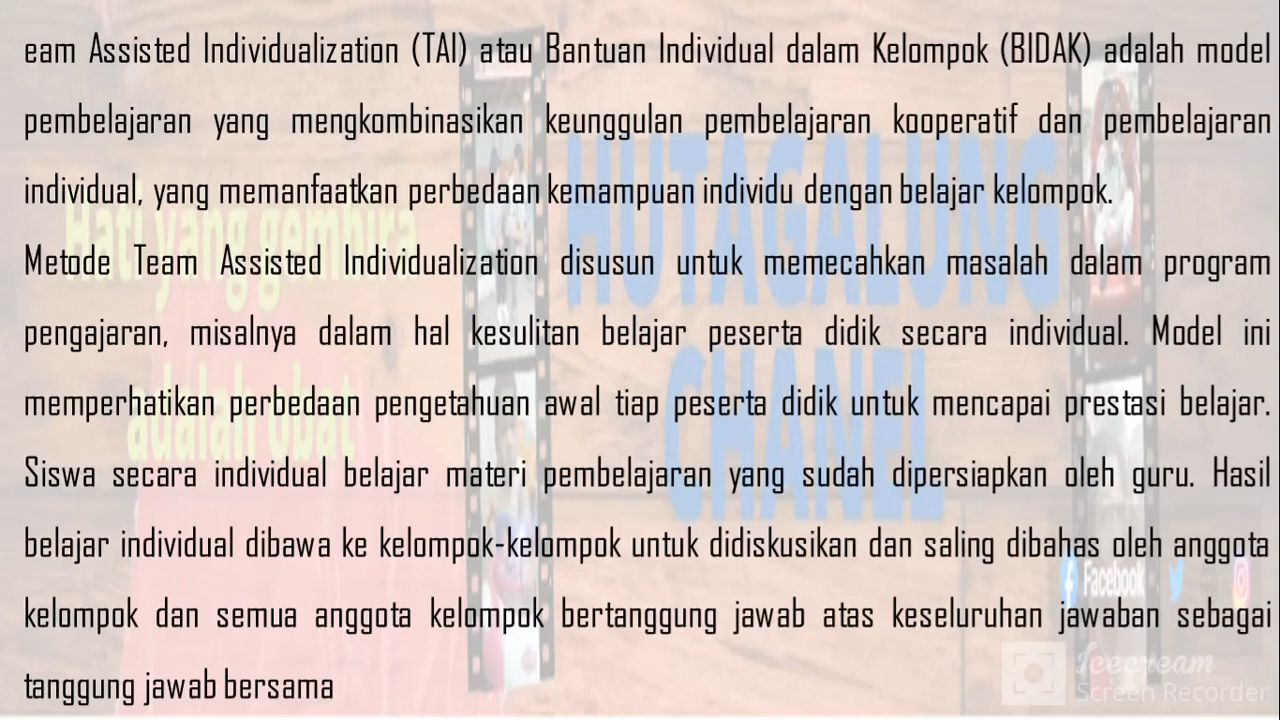 eam Assisted Individualization (TAI) atau Bantuan Individual dalam Kelompok (BIDAK) adalah model
pembelajaran yang mengkombinasikan keunggulan pembelajaran kooperatif dan pembelajaran
individual, yang memanfaatkan perbedaan kemampuan individu dengan belajar kelompok.
Metode Team Assisted Individualization disusun untuk memecahkan masalah dalam program
pengajaran, misalnya dalam hal kesulitan belajar peserta didik secara individual. Model ini
memperhatikan perbedaan pengetahuan awal tiap peserta didik untuk mencapai prestasi belajar.
Siswa secara individual belajar materi pembelajaran yang sudah dipersiapkan oleh guru. Hasil
belajar individual dibawa ke kelompok-kelompok untuk didiskusikan dan saling dibahas oleh anggota
kelompok dan semua anggota kelompok bertanggung jawab atas keseluruhan jawaban sebagai
tanggung jawab bersama
Hati yang gembira
adalah obat
HUTAGALUNG
CHANEL
Facebook
Icecream
Screen Recorder